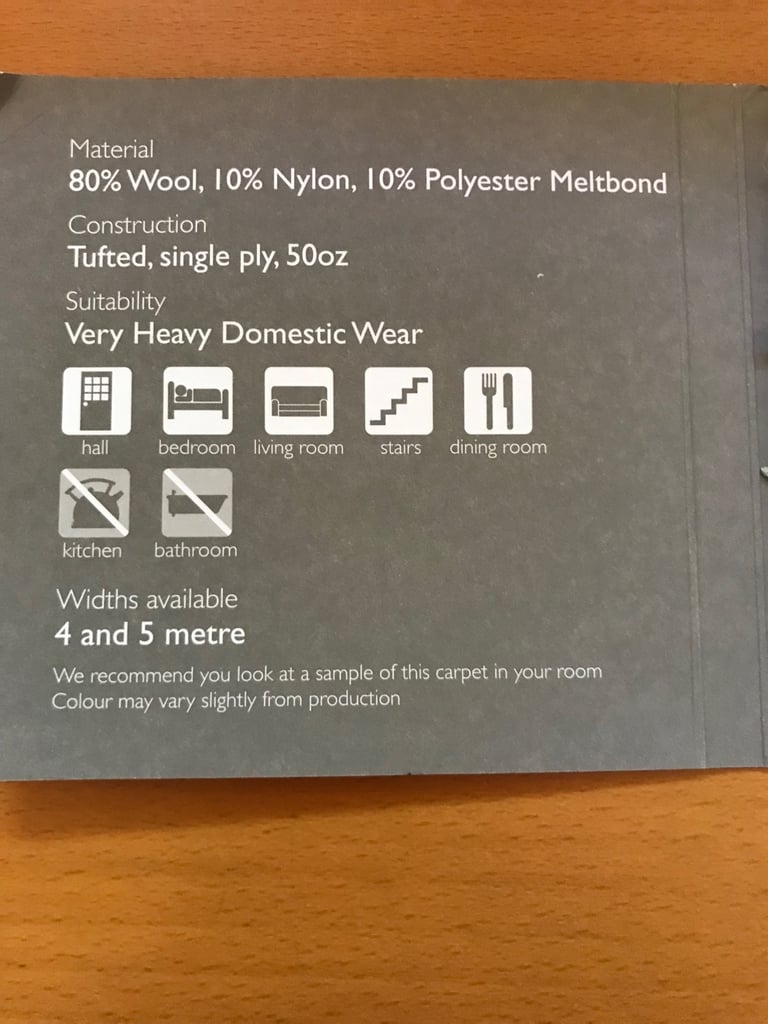 Material
80% Wool, 10% Nylon, 10% Polyester Meltbond
Construction
Tufted, single ply, 50oz
Suitability
Very Heavy Domestic Wear
hall bedroom living room stairs dining room
kitchen bathroom
Widths available
4 and 5 metre
We recommend you look at a sample of this carpet in your room
Colour may vary slightly from production